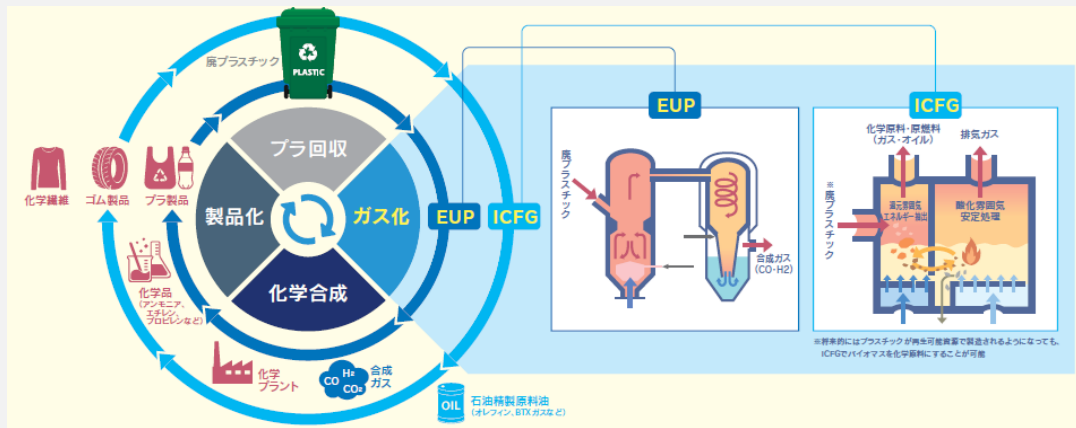 廃プラスチック
PLASTIC
プラ回収
製品化
ガス化
化学合成
EUP
ICFG
化学繊維
ゴム製品
プラ製品
化学品
(アンモニア、
エチレン、
プロピレンなど)
化学
プラント
CO
H₂
CO₂
合成
ガス
OIL
石油精製原料油
(オレフィン、BTXガスなど)
EUP
廃プラスチック
合成ガス
(CO・H2)
ICFG
化学原料・原燃料
(ガス・オイル)
排気ガス
※廃プラスチック
還元雰囲気
エネルギー抽出
酸化雰囲気
安定処理
※将来的にはプラスチックが再生可能資源で製造されるようになっても、
ICFGでバイオマスを化学原料にすることが可能